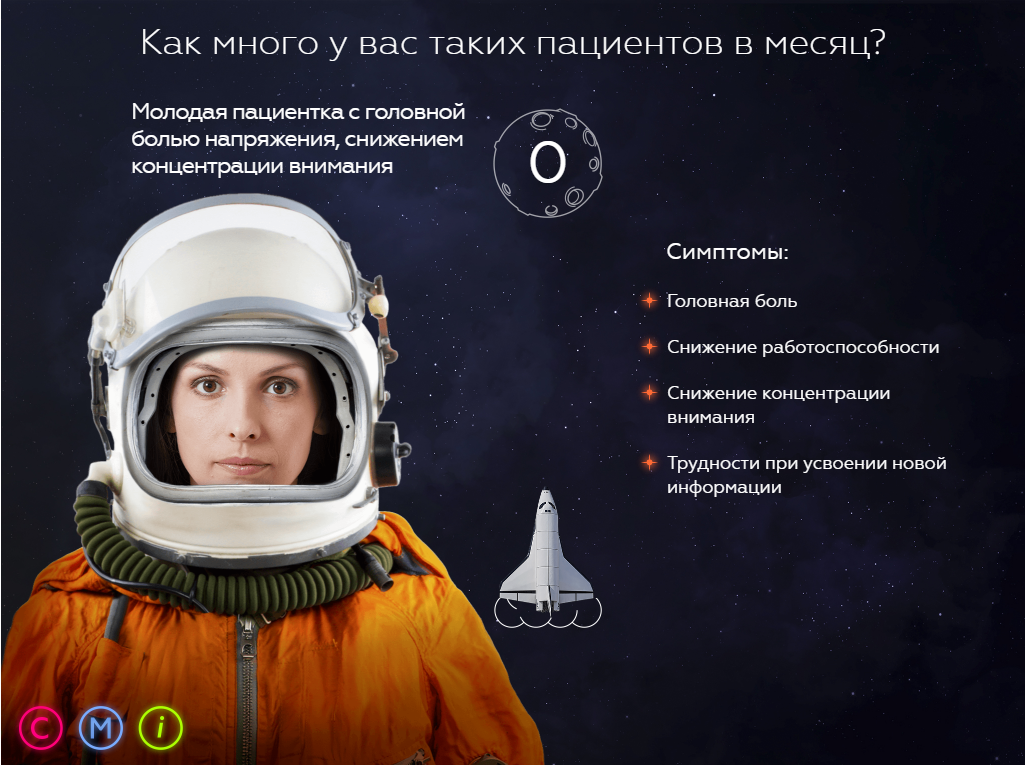 Как много у вас таких пациентов в месяц?
Молодая пациентка с головной
болью напряжения, снижением
концентрации внимания
0
Симптомы:
Головная боль
Снижение работоспособности
Снижение концентрации
внимания
Трудности при усвоении новой
информации
C M i